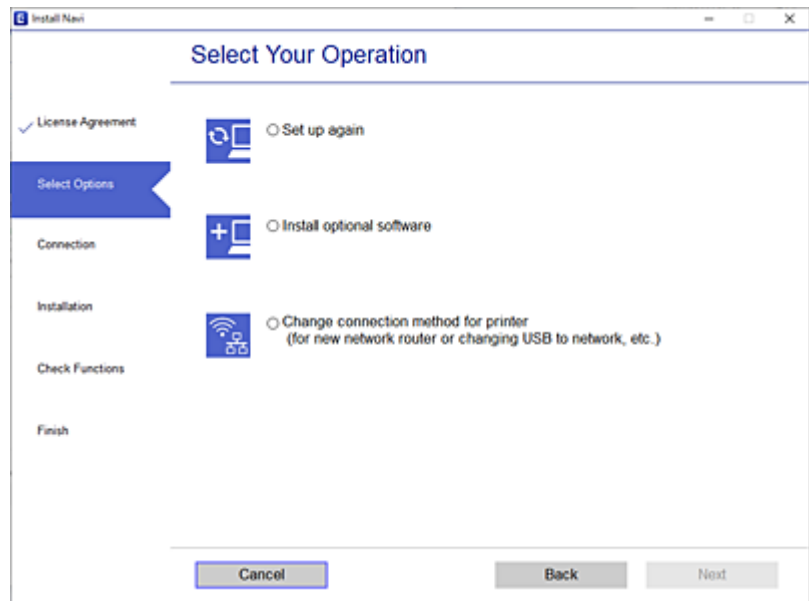 Install Navi
Select Your Operation
License Agreement
Set up again
Select Options
Install optional software
Connection
Installation
Change connection method for printer
(for new network router or changing USB to network, etc.)
Check Functions
Finish
Cancel
Back
Next